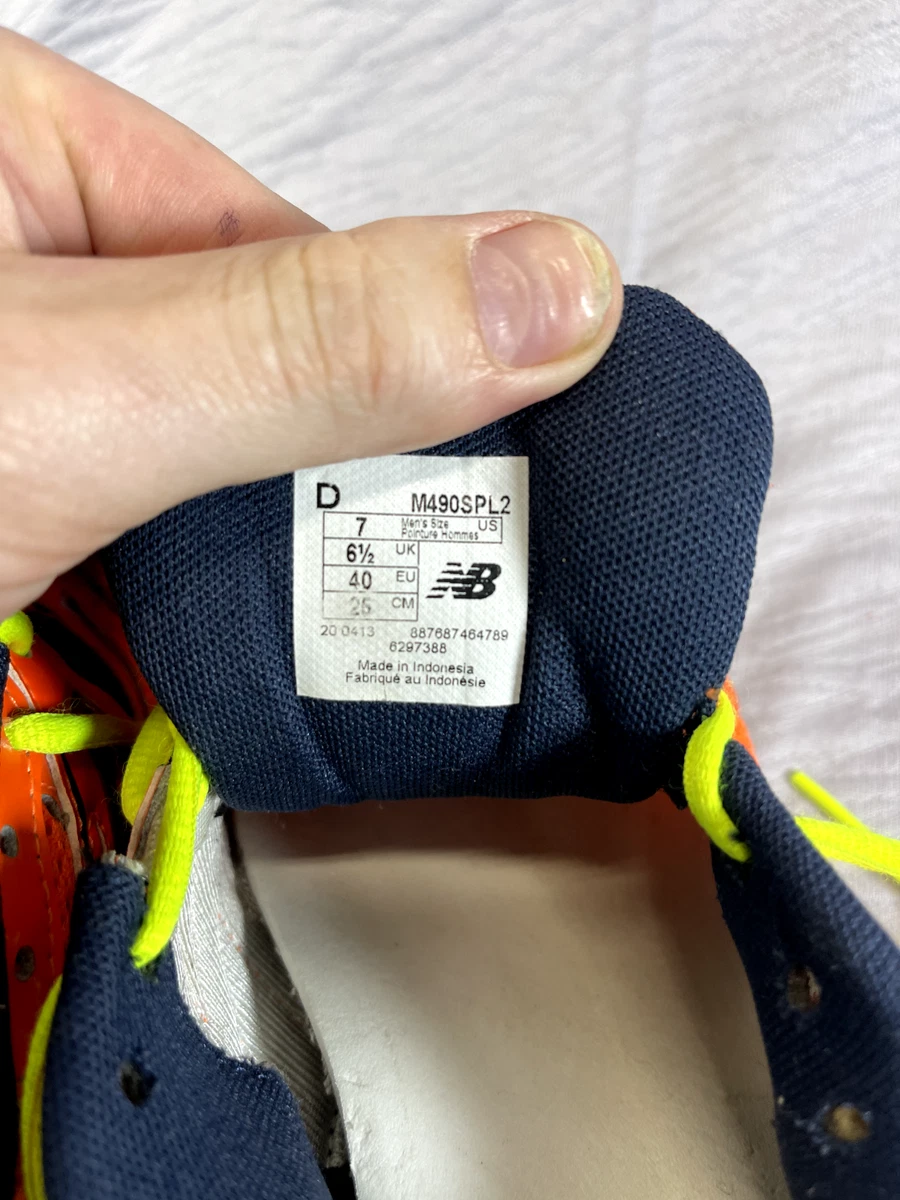 D M490SPL2
7 Men's Size US
Pointure Hommes
6½ UK
40 EU
25 CM
NB
20 0413 887687464789
6297388
Made in Indonesia
Fabriqué au Indonésie